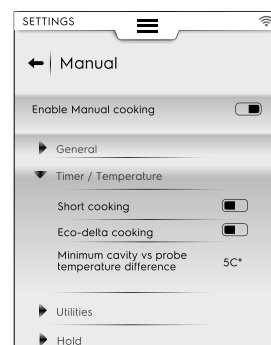 SETTINGS
Manual
Enable Manual cooking
General
Timer / Temperature
Short cooking
Eco-delta cooking
Minimum cavity vs probe
temperature difference
5C°
Utilities
Hold